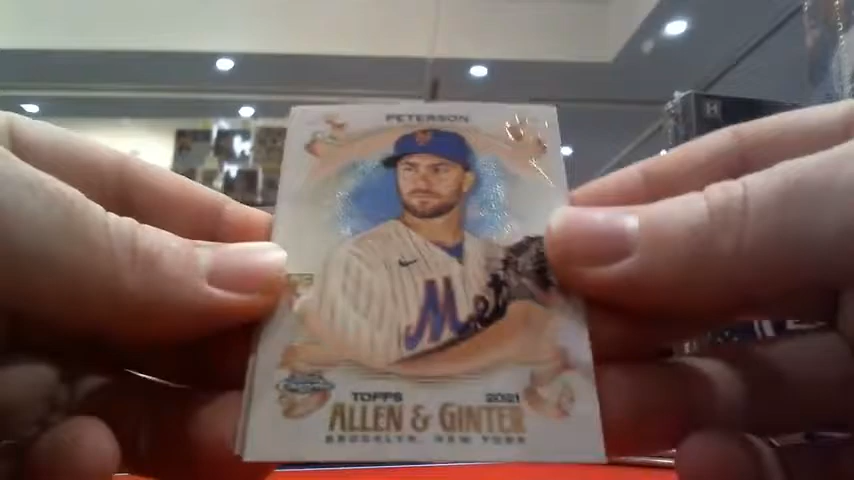 PETERSON
Mets
TOPPS 2021
ALLEN & GINTER
BROOKLYN, NEW YORK
H